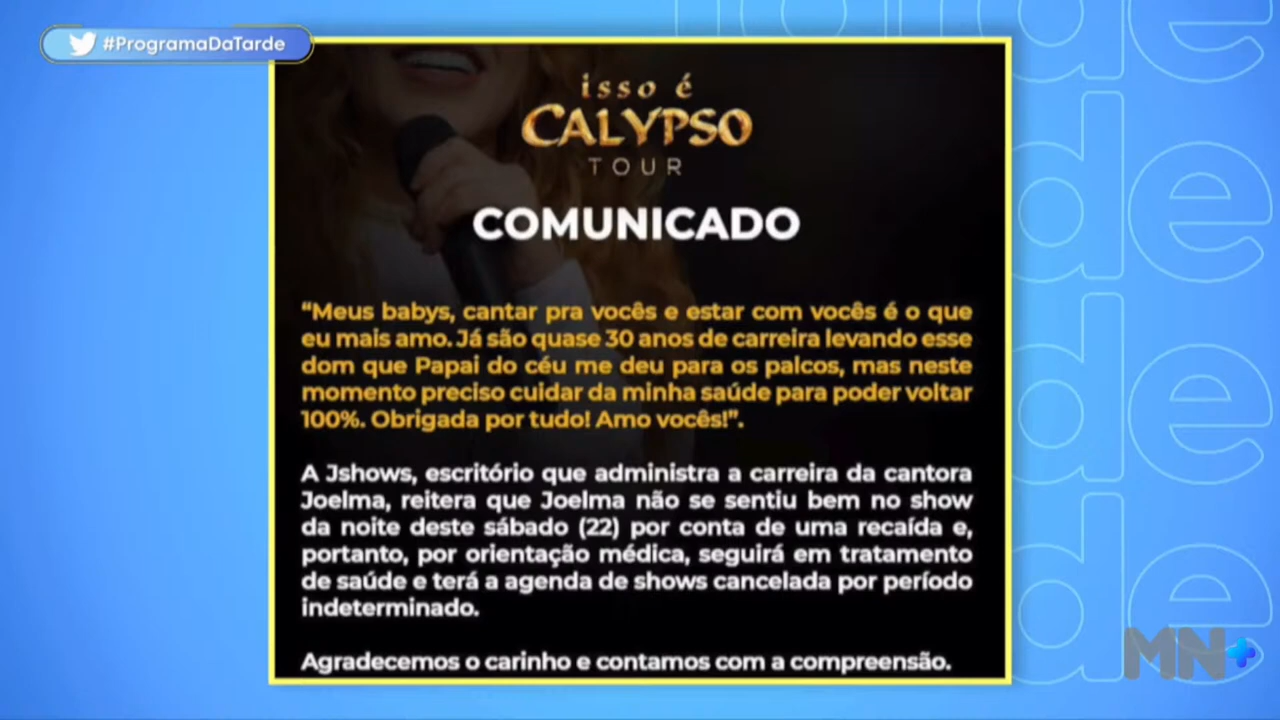 #ProgramaDaTarde
isso é
CALYPSO
TOUR
COMUNICADO
“Meus babys, cantar pra vocês e estar com vocês é o que
eu mais amo. Já são quase 30 anos de carreira levando esse
dom que Papai do céu me deu para os palcos, mas neste
momento preciso cuidar da minha saúde para poder voltar
100%. Obrigada por tudo! Amo vocês!”.
A Jshows, escritório que administra a carreira da cantora
Joelma, reitera que Joelma não se sentiu bem no show
da noite deste sábado (22) por conta de uma recaída e,
portanto, por orientação médica, seguirá em tratamento
de saúde e terá a agenda de shows cancelada por período
indeterminado.
Agradecemos o carinho e contamos com a compreensão.
de
de
de
de
MN+